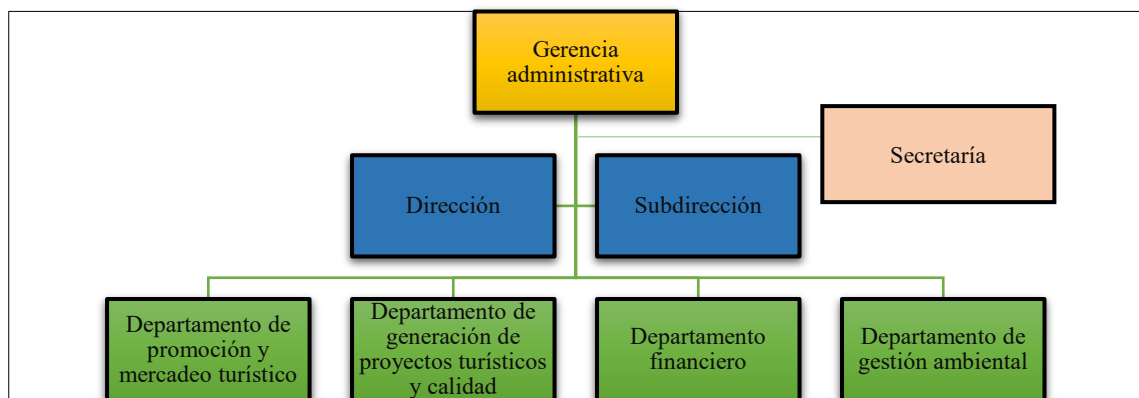 Gerencia
administrativa
Secretaría
Dirección
Subdirección
Departamento de
promoción y
mercadeo turístico
Departamento de
generación de
proyectos turísticos
y calidad
Departamento
financiero
Departamento de
gestión ambiental